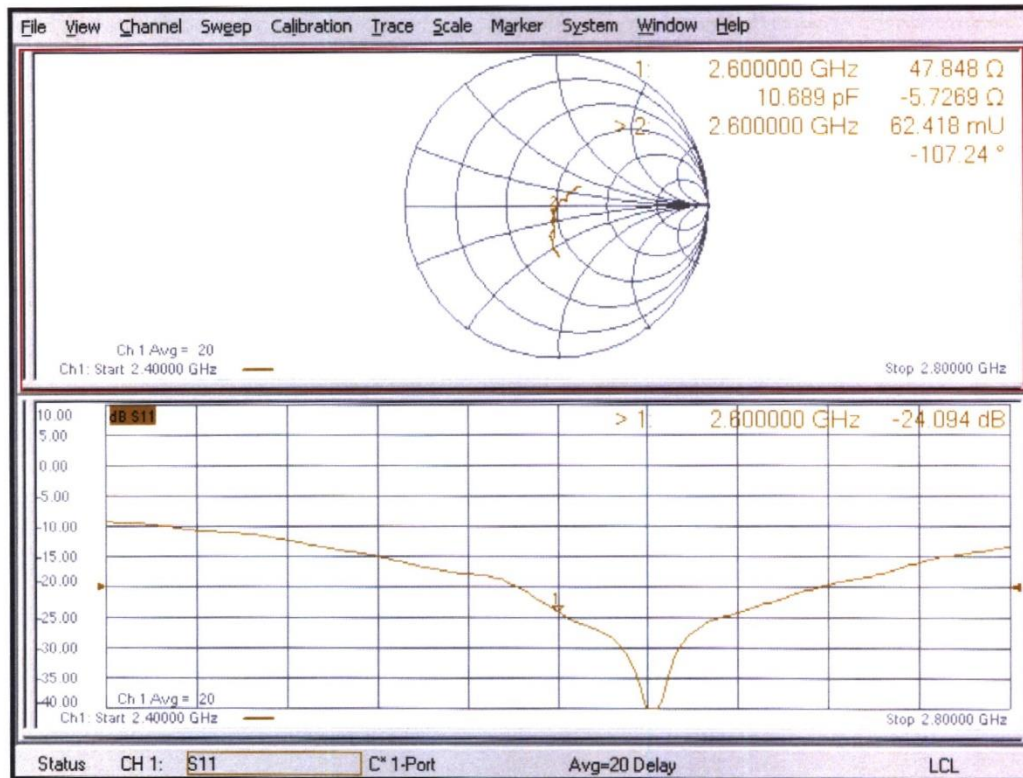 File View Channel Sweep Calibration Trace Scale Marker System Window Help
1: 2.600000 GHz 47.848 Ω
10.689 pF -5.7269 Ω
> 2: 2.600000 GHz 62.418 mU
-107.24 °
Ch 1 Avg = 20
Ch1: Start 2.40000 GHz
Stop 2.80000 GHz
10.00
dB S11
> 1: 2.600000 GHz -24.094 dB
5.00
0.00
-5.00
-10.00
-15.00
-20.00
1
-25.00
-30.00
-35.00
-40.00
Ch 1 Avg = 20
Ch1: Start 2.40000 GHz
Stop 2.80000 GHz
Status CH 1: S11 C* 1-Port Avg=20 Delay LCL